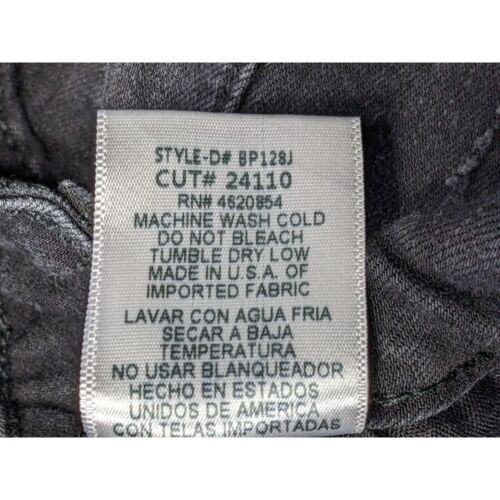 STYLE-D# BP128J
CUT# 24110
RN# 4620854
MACHINE WASH COLD
DO NOT BLEACH
TUMBLE DRY LOW
MADE IN U.S.A. OF
IMPORTED FABRIC
LAVAR CON AGUA FRIA
SECAR A BAJA
TEMPERATURA
NO USAR BLANQUEADOR
HECHO EN ESTADOS
UNIDOS DE AMERICA
CON TELAS IMPORTADAS